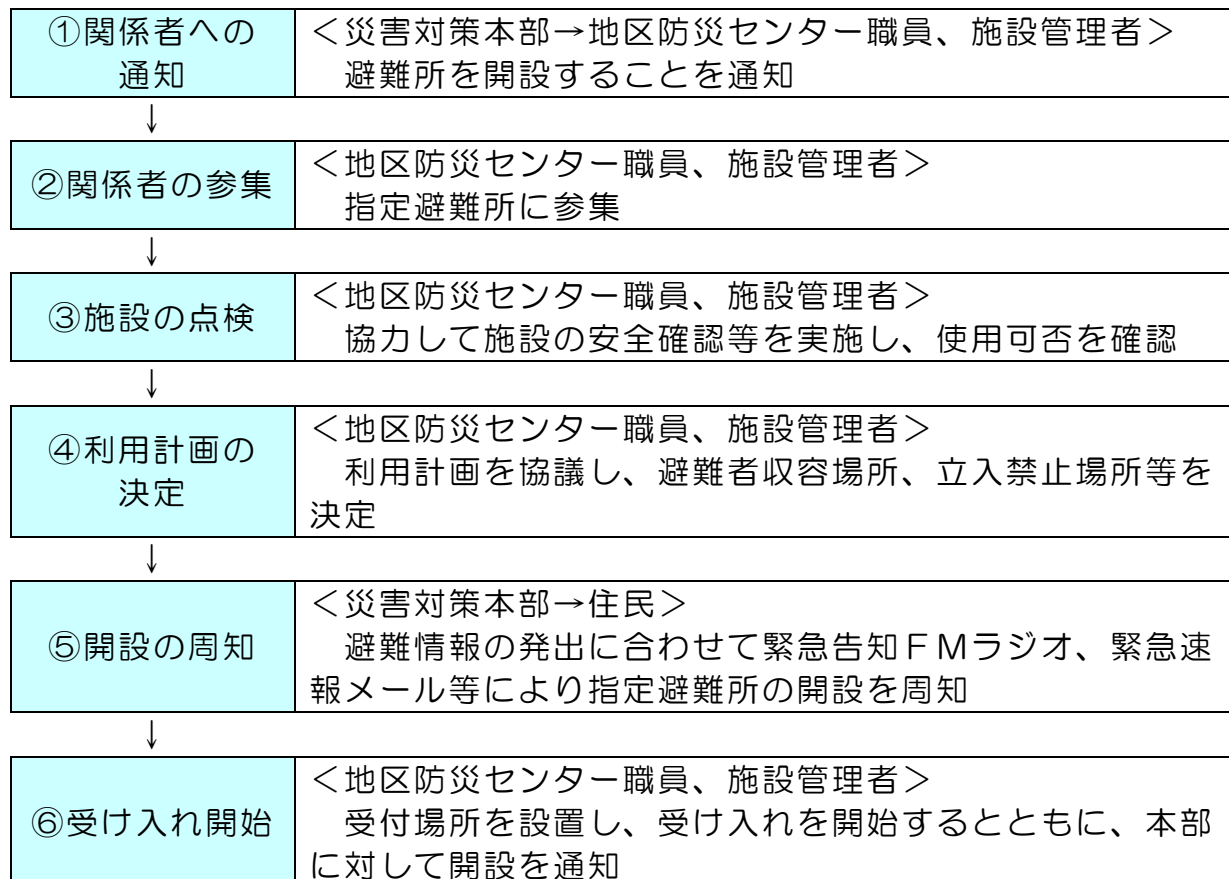 ①関係者への
通知
＜災害対策本部→地区防災センター職員、施設管理者＞
避難所を開設することを通知
↓
②関係者の参集
＜地区防災センター職員、施設管理者＞
指定避難所に参集
↓
③施設の点検
＜地区防災センター職員、施設管理者＞
協力して施設の安全確認等を実施し、使用可否を確認
↓
④利用計画の
決定
＜地区防災センター職員、施設管理者＞
利用計画を協議し、避難者収容場所、立入禁止場所等を
決定
↓
⑤開設の周知
＜災害対策本部→住民＞
避難情報の発出に合わせて緊急告知ＦＭラジオ、緊急速
報メール等により指定避難所の開設を周知
↓
⑥受け入れ開始
＜地区防災センター職員、施設管理者＞
受付場所を設置し、受け入れを開始するとともに、本部
に対して開設を通知